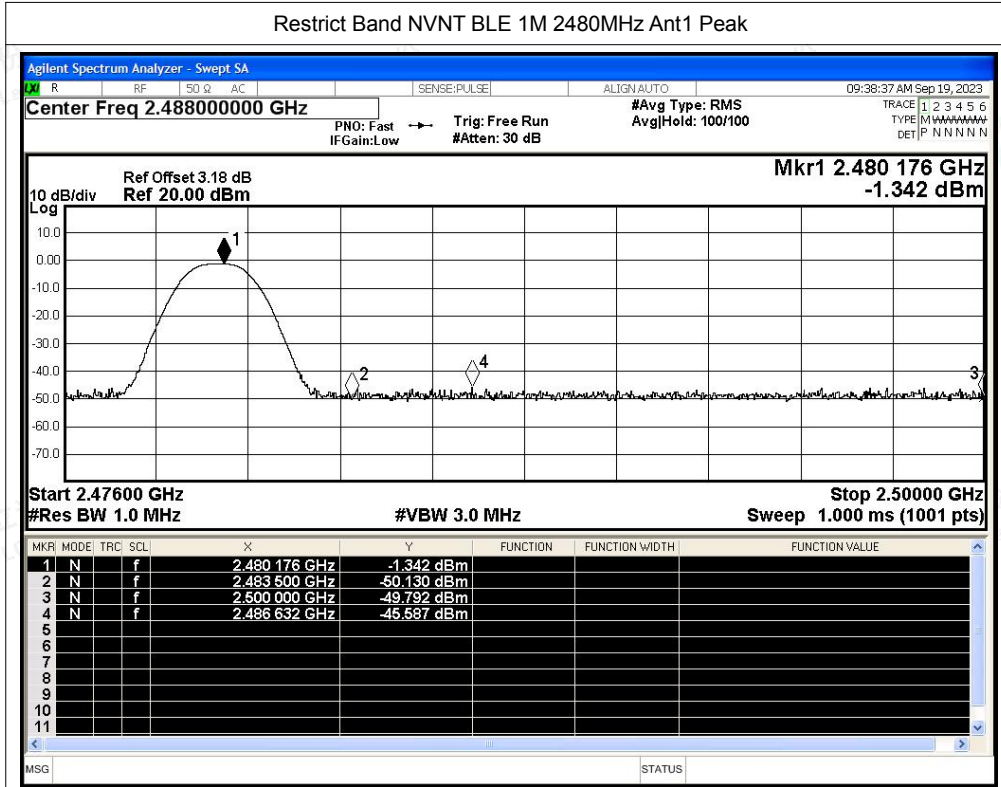 Restrict Band NVNT BLE 1M 2480MHz Ant1 Peak
Agilent Spectrum Analyzer - Swept SA
LXI R RF 50 Ω AC SENSE:PULSE ALIGN AUTO 09:38:37 AM Sep 19, 2023
Center Freq 2.488000000 GHz #Avg Type: RMS TRACE 1 2 3 4 5 6
PNO: Fast Trig: Free Run Avg|Hold: 100/100 TYPE M WWWWW
IFGain:Low #Atten: 30 dB DET P N N N N N
Mkr1 2.480 176 GHz
Ref Offset 3.18 dB -1.342 dBm
10 dB/div Ref 20.00 dBm
Log
10.0
1
0.00
-10.0
-20.0
-30.0
-40.0
2 4 3
-50.0
-60.0
-70.0
Start 2.47600 GHz Stop 2.50000 GHz
#Res BW 1.0 MHz #VBW 3.0 MHz Sweep 1.000 ms (1001 pts)
MKR MODE TRC SCL X Y FUNCTION FUNCTION WIDTH FUNCTION VALUE
1 N f 2.480 176 GHz -1.342 dBm
2 N f 2.483 500 GHz -50.130 dBm
3 N f 2.500 000 GHz -49.792 dBm
4 N f 2.486 632 GHz -45.587 dBm
5
6
7
8
9
10
11
MSG STATUS